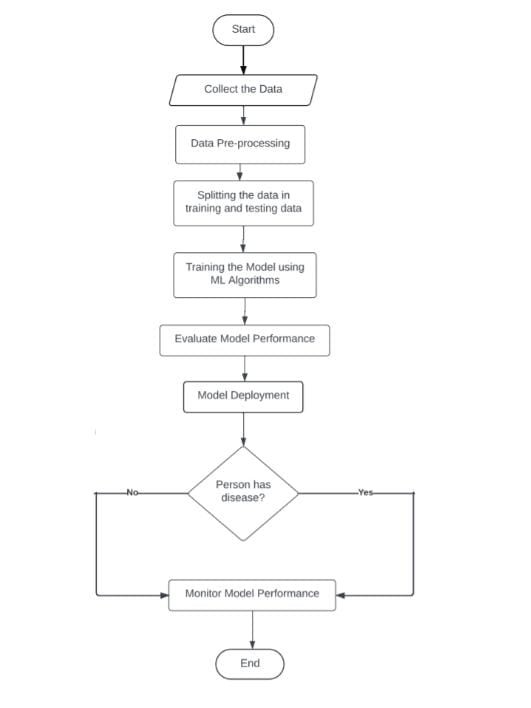 Start
Collect the Data
Data Pre-processing
Splitting the data in
training and testing data
Training the Model using
ML Algorithms
Evaluate Model Performance
Model Deployment
Person has
disease?
No
Yes
Monitor Model Performance
End